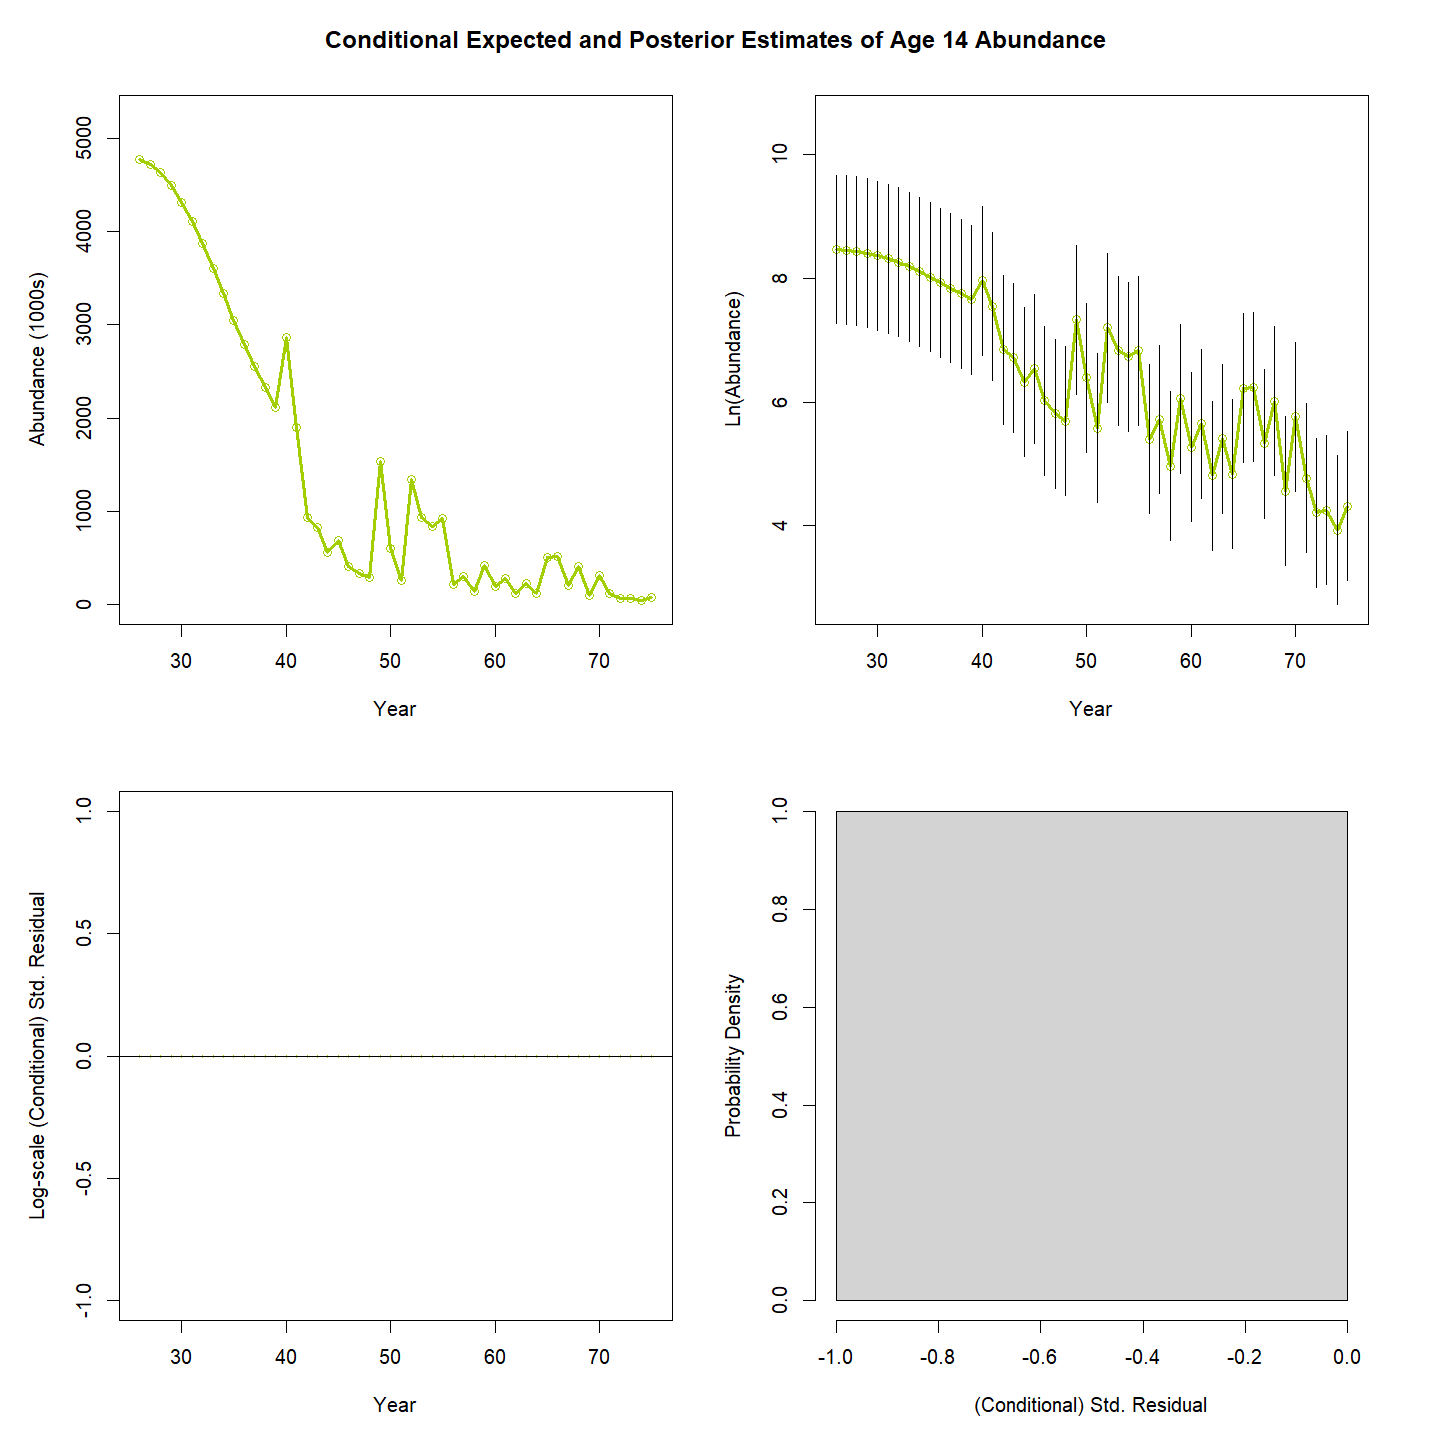 Conditional Expected and Posterior Estimates of Age 14 Abundance
Abundance (1000s)
5000
4000
3000
2000
1000
0
30 40 50 60 70
Year
Ln(Abundance)
10
8
6
4
30 40 50 60 70
Year
Log-scale (Conditional) Std. Residual
1.0
0.5
0.0
-0.5
-1.0
30 40 50 60 70
Year
Probability Density
1.0
0.8
0.6
0.4
0.2
0.0
-1.0 -0.8 -0.6 -0.4 -0.2 0.0
(Conditional) Std. Residual